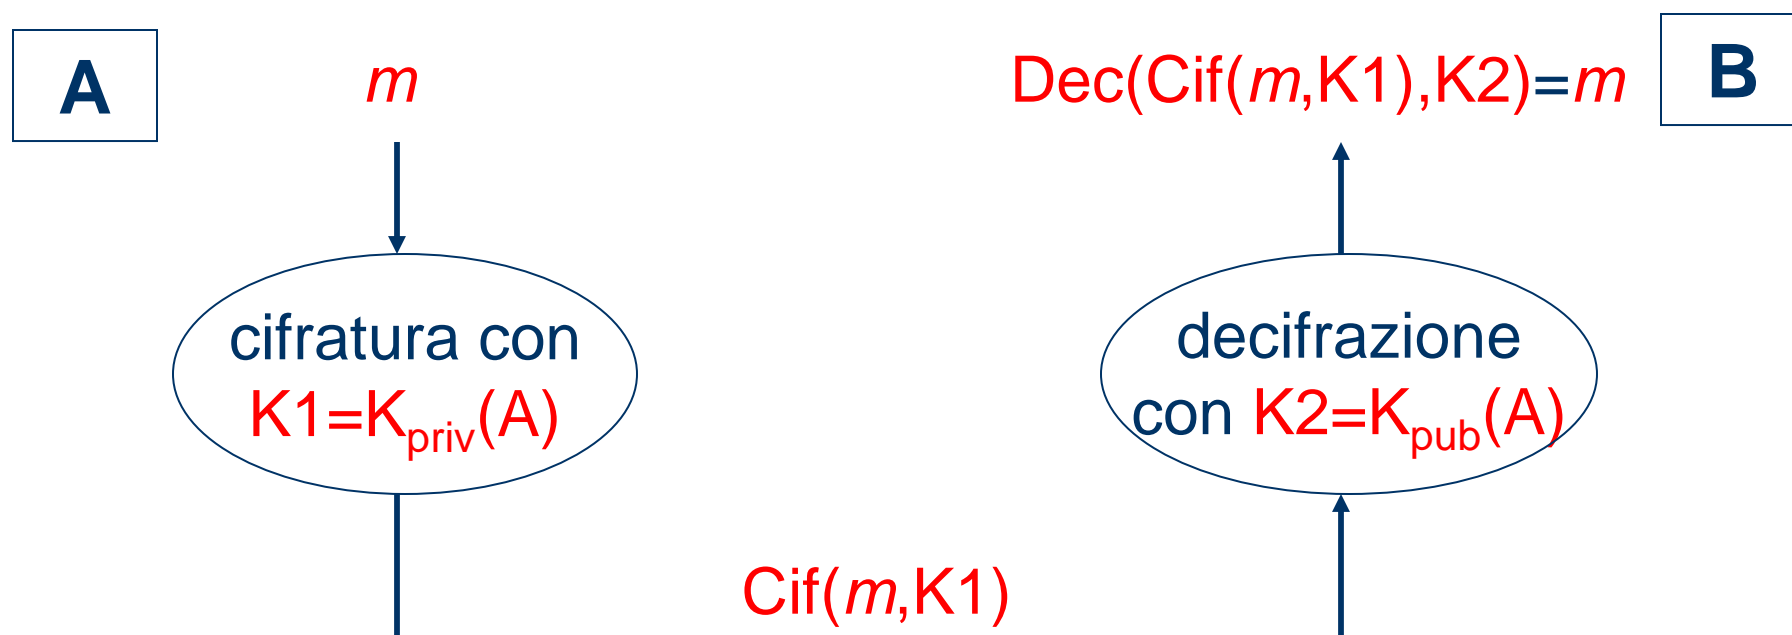 A
m
Dec(Cif(m,K1),K2)=m
B
cifratura con
K1=Kpriv(A)
decifrazione
con K2=Kpub(A)
Cif(m,K1)